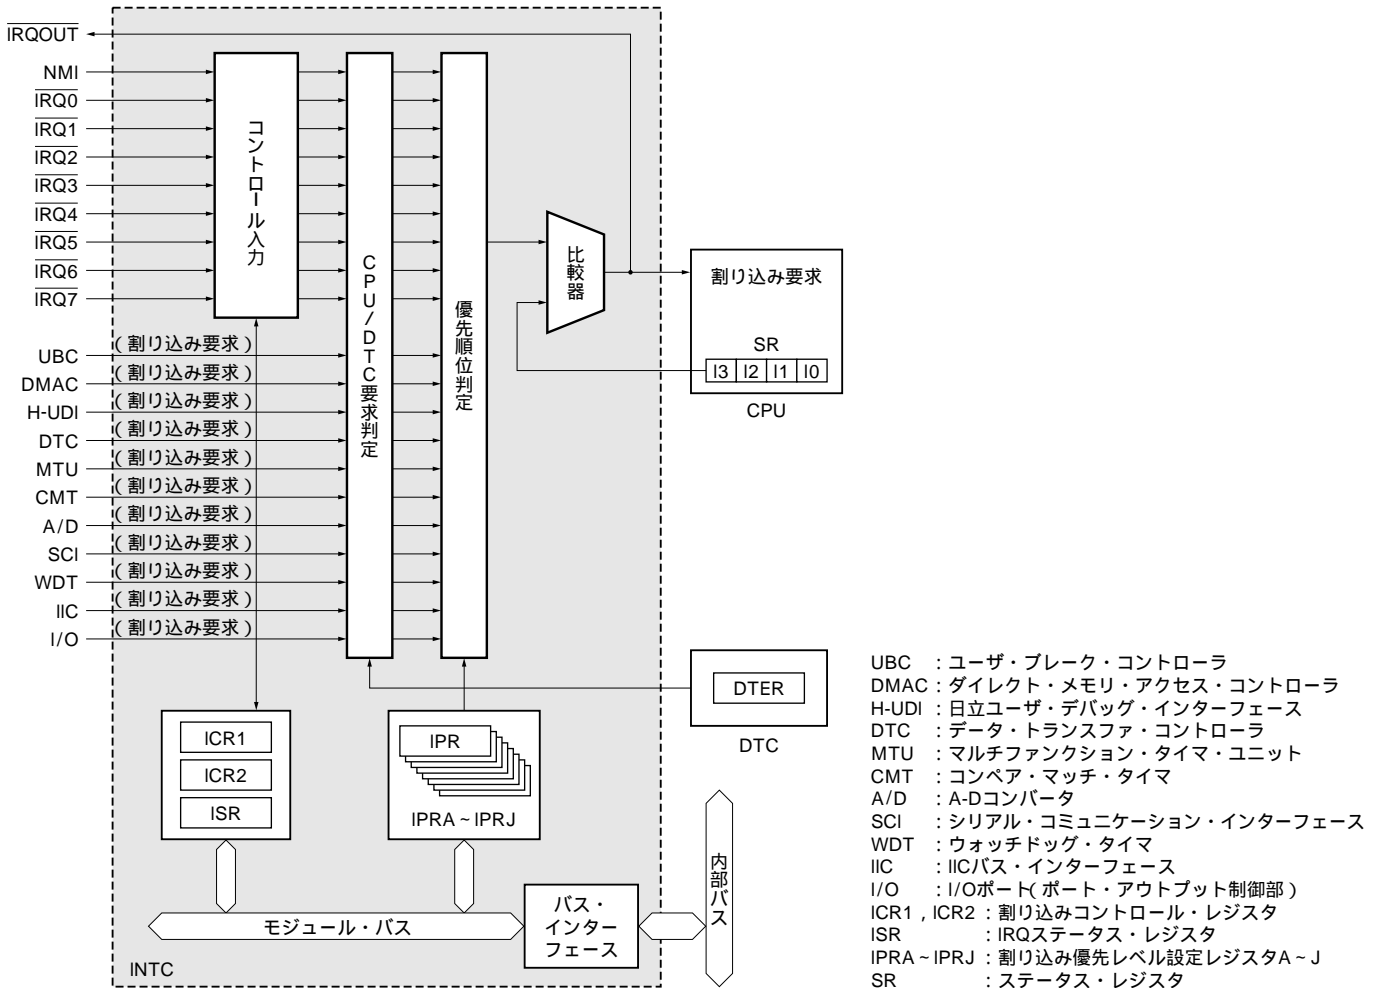 IRQOUT
NMI
IRQ0
IRQ1
IRQ2
IRQ3
IRQ4
IRQ5
IRQ6
IRQ7
コントロール入力
UBC (割り込み要求)
DMAC (割り込み要求)
H-UDI (割り込み要求)
DTC (割り込み要求)
MTU (割り込み要求)
CMT (割り込み要求)
A/D (割り込み要求)
SCI (割り込み要求)
WDT (割り込み要求)
IIC (割り込み要求)
I/O (割り込み要求)
CPU/DTC要求判定
優先順位判定
比較器
割り込み要求
SR
I3 I2 I1 I0
CPU
DTER
DTC
ICR1
ICR2
ISR
IPR
IPRA~IPRJ
モジュール・バス
バス・
インター
フェース
内部バス
INTC
UBC :ユーザ・ブレーク・コントローラ
DMAC:ダイレクト・メモリ・アクセス・コントローラ
H-UDI :日立ユーザ・デバッグ・インターフェース
DTC :データ・トランスファ・コントローラ
MTU :マルチファンクション・タイマ・ユニット
CMT :コンペア・マッチ・タイマ
A/D :A-Dコンバータ
SCI :シリアル・コミュニケーション・インターフェース
WDT :ウォッチドッグ・タイマ
IIC :IICバス・インターフェース
I/O :I/Oポート(ポート・アウトプット制御部)
ICR1,ICR2:割り込みコントロール・レジスタ
ISR :IRQステータス・レジスタ
IPRA~IPRJ:割り込み優先レベル設定レジスタA~J
SR :ステータス・レジスタ